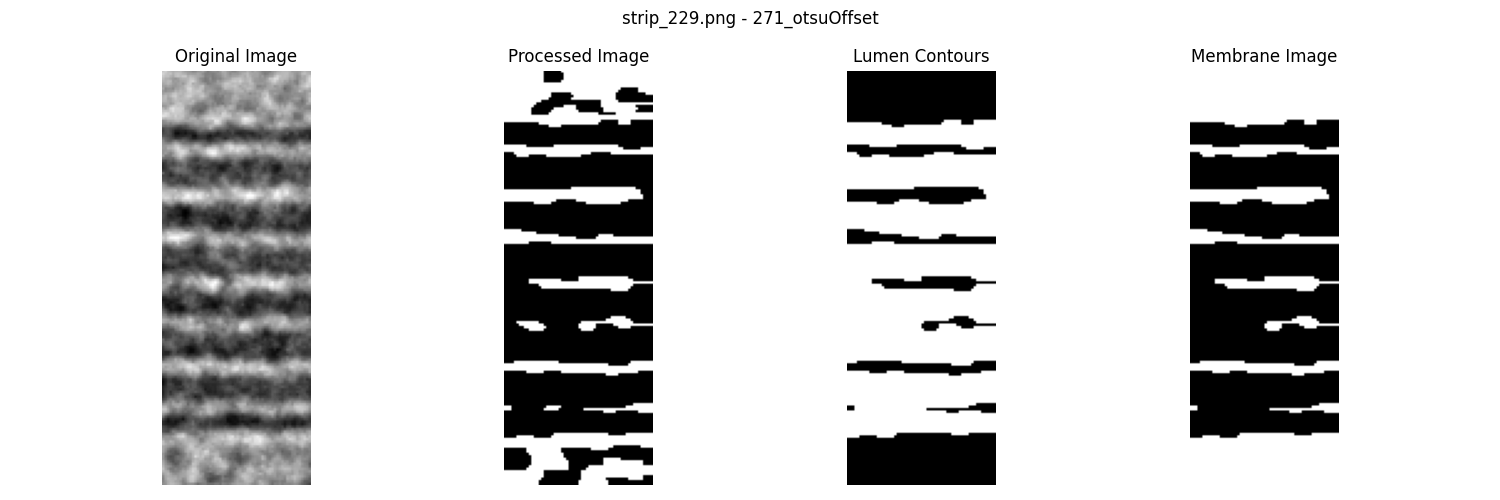 strip_229.png - 271_otsuOffset
Original Image
Processed Image
Lumen Contours
Membrane Image